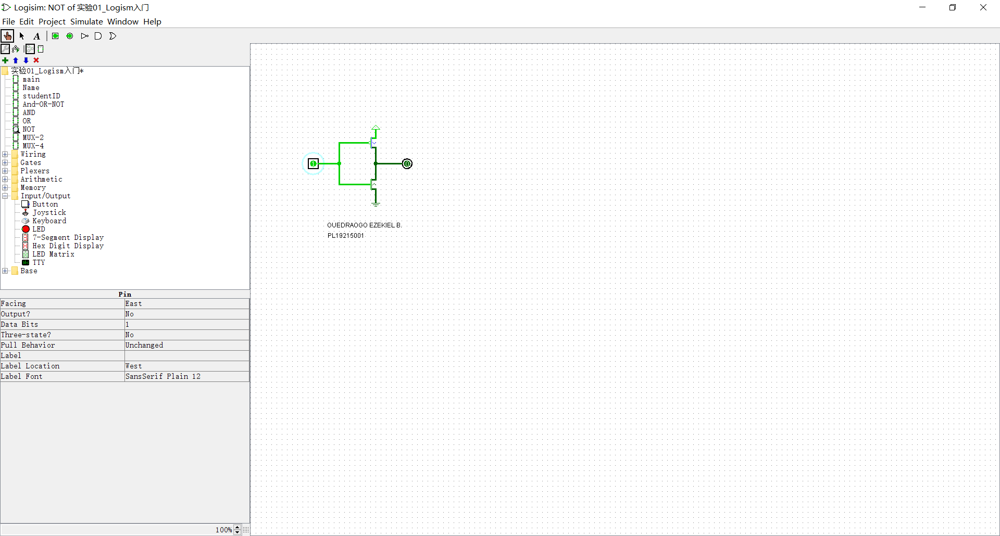 Logisim: NOT of 实验01_Logism入门
File Edit Project Simulate Window Help
A
实验01_Logism入门*
main
Name
studentID
And-OR-NOT
AND
OR
NOT
MUX-2
MUX-4
Wiring
Gates
Plexers
Arithmetic
Memory
Input/Output
Button
Joystick
Keyboard
LED
7-Segment Display
Hex Digit Display
LED Matrix
TTY
Base
Pin
Facing East
Output? No
Data Bits 1
Three-state? No
Pull Behavior Unchanged
Label
Label Location West
Label Font SansSerif Plain 12
100%
1
0
OUEDRAOGO EZEKIEL B.
PL19215001